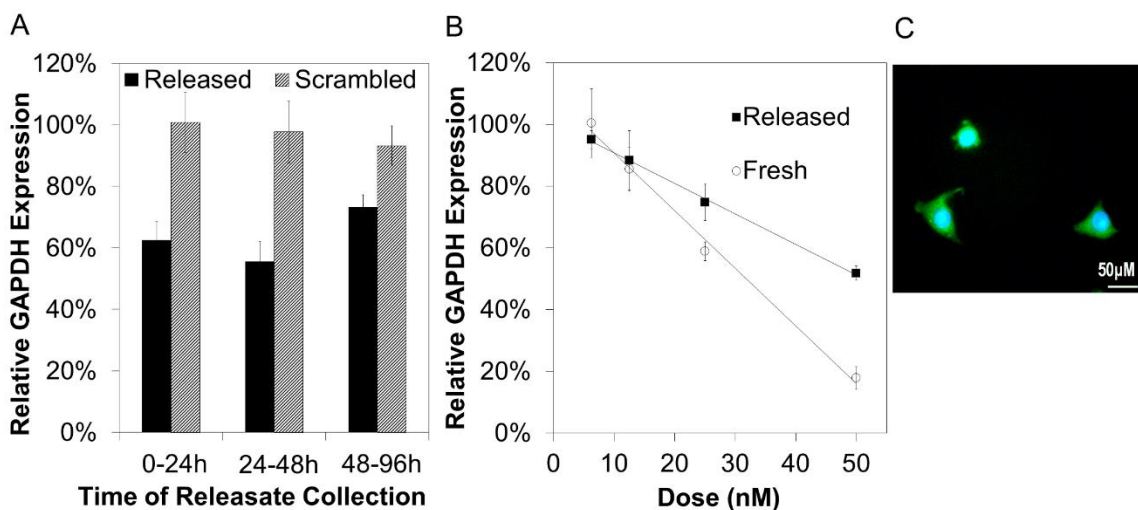 A
Relative GAPDH Expression
120%
100%
80%
60%
40%
20%
0%
Released
Scrambled
0-24h
24-48h
48-96h
Time of Releasate Collection
B
Relative GAPDH Expression
120%
100%
80%
60%
40%
20%
0%
Released
Fresh
0
10
20
30
40
50
Dose (nM)
C
50µM